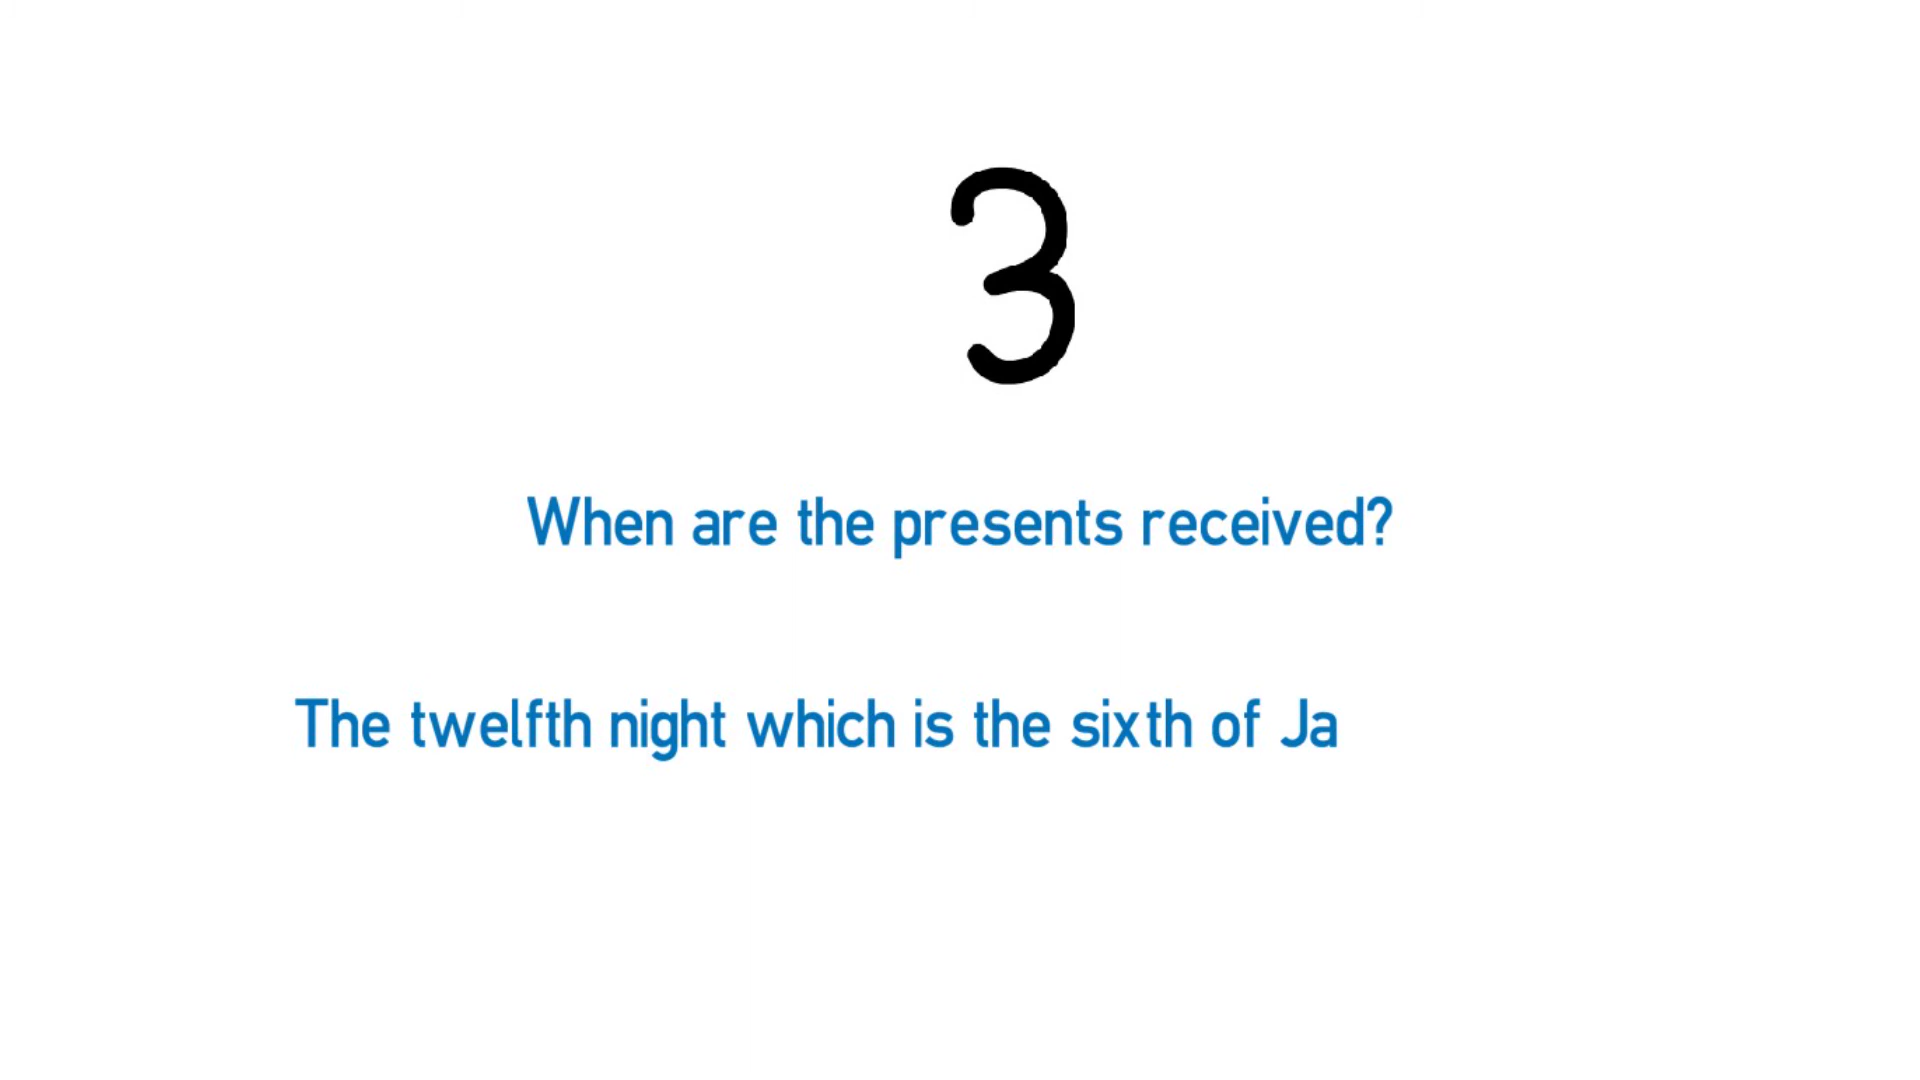 3
When are the presents received?
The twelfth night which is the sixth of Ja